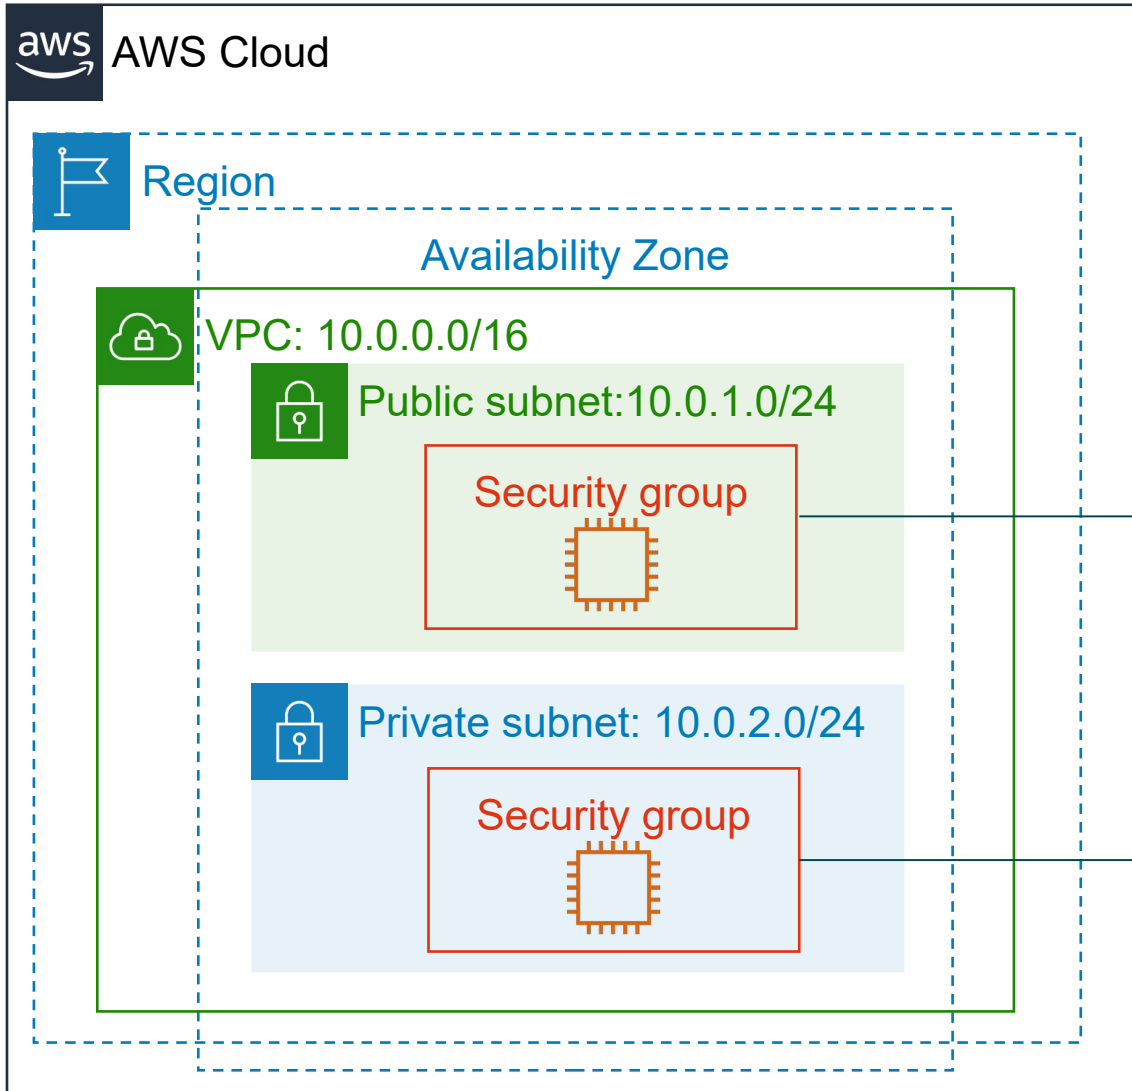 aws
AWS Cloud
Region
Availability Zone
VPC: 10.0.0.0/16
Public subnet:10.0.1.0/24
Security group
Private subnet: 10.0.2.0/24
Security group